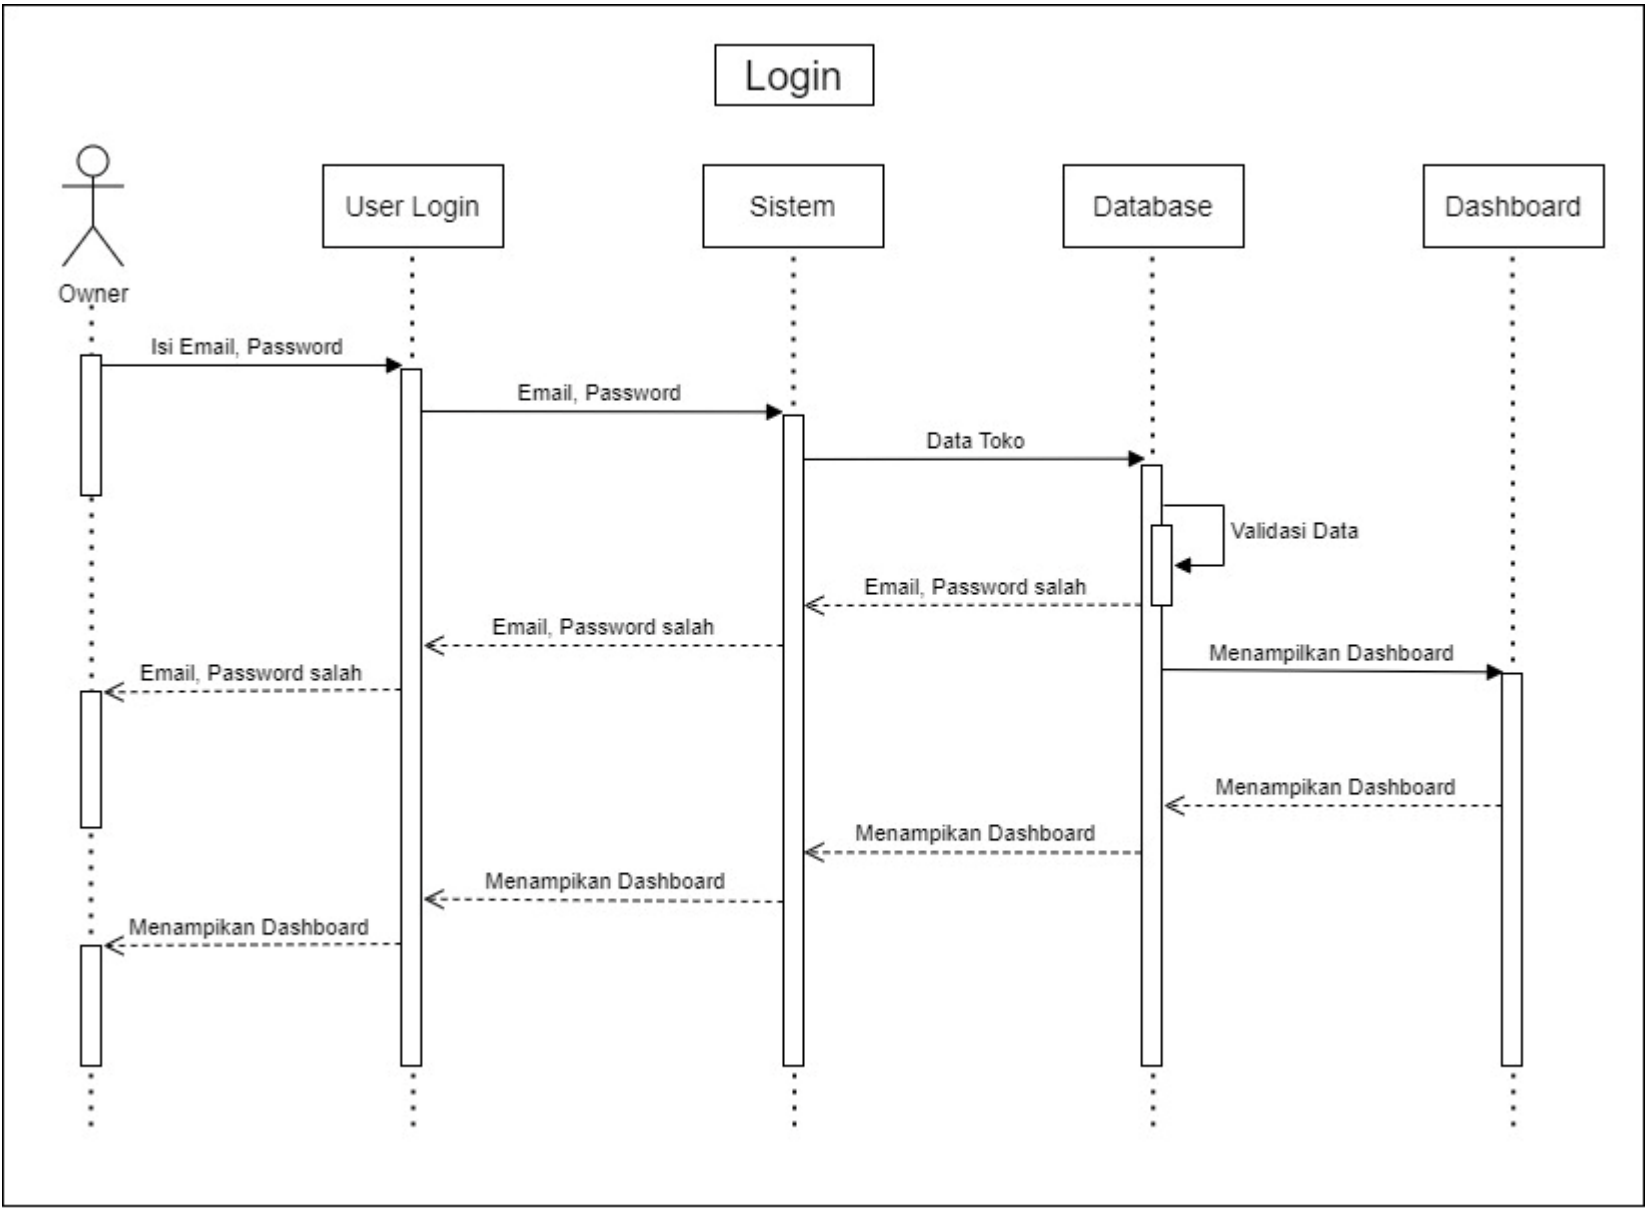 Login
User Login
Sistem
Database
Dashboard
Owner
Isi Email, Password
Email, Password
Data Toko
Validasi Data
Email, Password salah
Email, Password salah
Menampilkan Dashboard
Email, Password salah
Menampikan Dashboard
Menampikan Dashboard
Menampikan Dashboard
Menampikan Dashboard